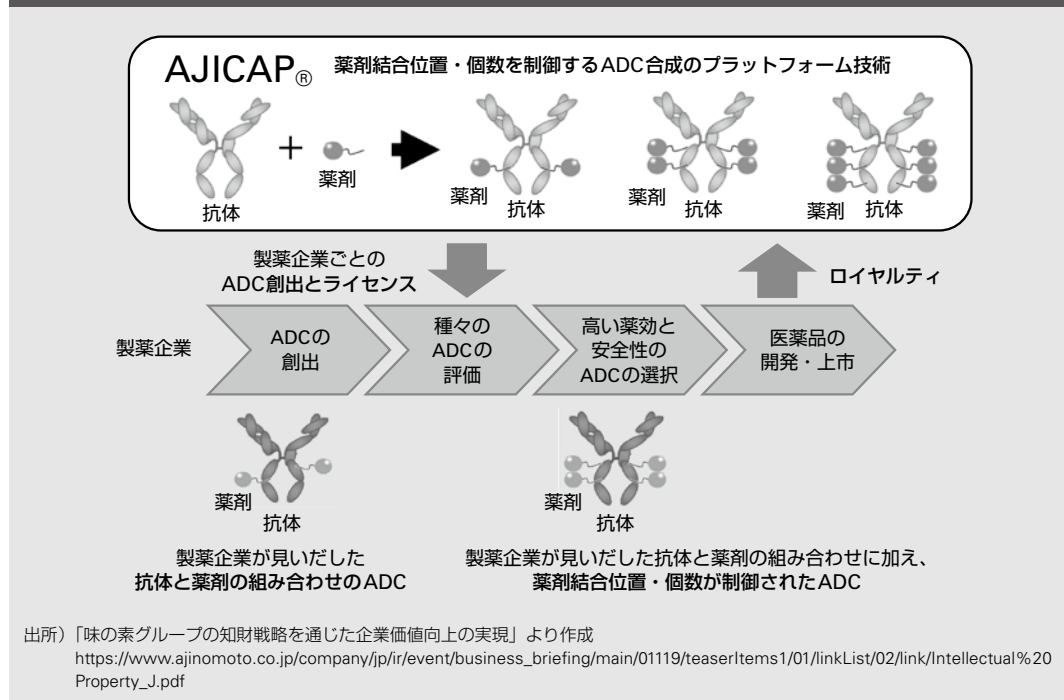 AJICAP® 薬剤結合位置・個数を制御するADC合成のプラットフォーム技術
+
薬剤
抗体
薬剤 抗体
薬剤 抗体
薬剤 抗体
製薬企業ごとの
ADC創出とライセンス
ロイヤルティ
製薬企業
ADCの
創出
種々の
ADCの
評価
高い薬効と
安全性の
ADCの選択
医薬品の
開発・上市
薬剤
抗体
薬剤
抗体
製薬企業が見いだした
抗体と薬剤の組み合わせのADC
製薬企業が見いだした抗体と薬剤の組み合わせに加え、
薬剤結合位置・個数が制御されたADC
出所）「味の素グループの知財戦略を通じた企業価値向上の実現」より作成
https://www.ajinomoto.co.jp/company/jp/ir/event/business_briefing/main/01119/teaserItems1/01/linkList/02/link/Intellectual%20
Property_J.pdf